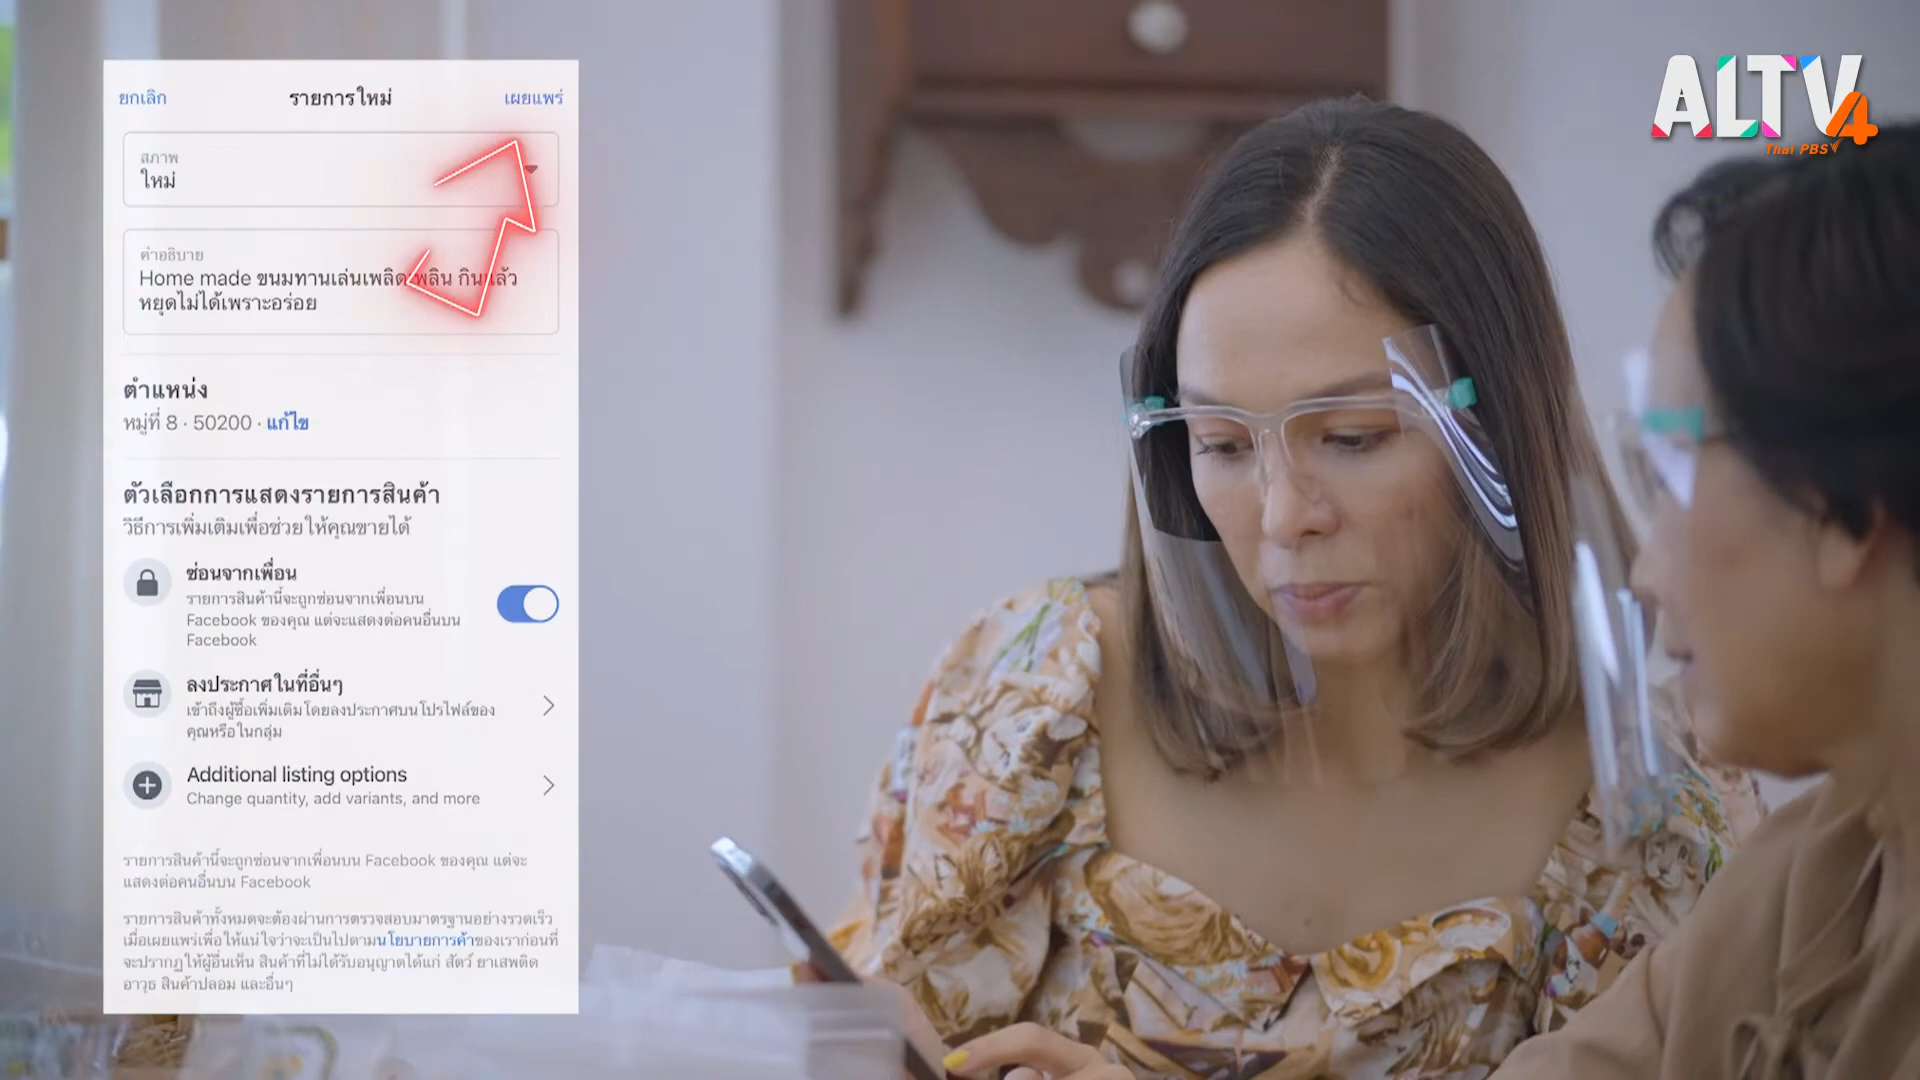 ยกเลิก
รายการใหม่
เผยแพร่
สภาพ
ใหม่
คำอธิบาย
Home made ขนมทานเล่นเพลิดเพลิน กินแล้ว
หยุดไม่ได้เพราะอร่อย
ตำแหน่ง
หมู่ที่ 8 · 50200 · แก้ไข
ตัวเลือกการแสดงรายการสินค้า
วิธีการเพิ่มเติมเพื่อช่วยให้คุณขายได้
ซ่อนจากเพื่อน
รายการสินค้านี้จะถูกซ่อนจากเพื่อนบน
Facebook ของคุณ แต่จะแสดงต่อคนอื่นบน
Facebook
ลงประกาศในที่อื่นๆ
เข้าถึงผู้ซื้อเพิ่มเติมโดยลงประกาศบนโปรไฟล์ของ
คุณหรือในกลุ่ม
Additional listing options
Change quantity, add variants, and more
รายการสินค้านี้จะถูกซ่อนจากเพื่อนบน Facebook ของคุณ แต่จะ
แสดงต่อคนอื่นบน Facebook
รายการสินค้าทั้งหมดจะต้องผ่านการตรวจสอบมาตรฐานอย่างรวดเร็ว
เมื่อเผยแพร่เพื่อให้แน่ใจว่าจะเป็นไปตามนโยบายการค้าของเราก่อนที่
จะปรากฏให้ผู้อื่นเห็น สินค้าที่ไม่ได้รับอนุญาตได้แก่ สัตว์ ยาเสพติด
อาวุธ สินค้าปลอม และอื่นๆ
ALTV4
Thai PBS